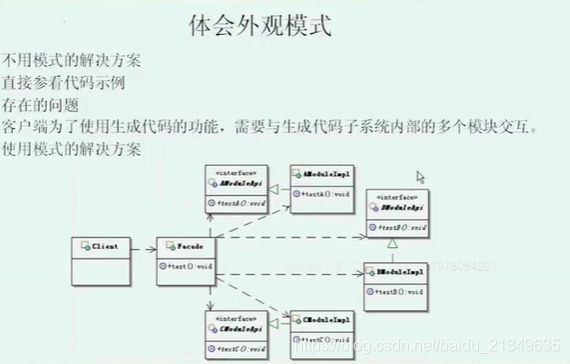 体会外观模式
不用模式的解决方案
直接参看代码示例
存在的问题
客户端为了使用生成代码的功能，需要与生成代码子系统内部的多个模块交互。
使用模式的解决方案
«interface»
AModuleApi
+testA():void
AModuleImpl
+testA():void
«interface»
BModuleApi
+testB():void
Client
Facade
+test():void
BModuleImpl
+testB():void
«interface»
CModuleApi
+testC():void
CModuleImpl
+testC():void
https://blog.csdn.net/baidu_21349635